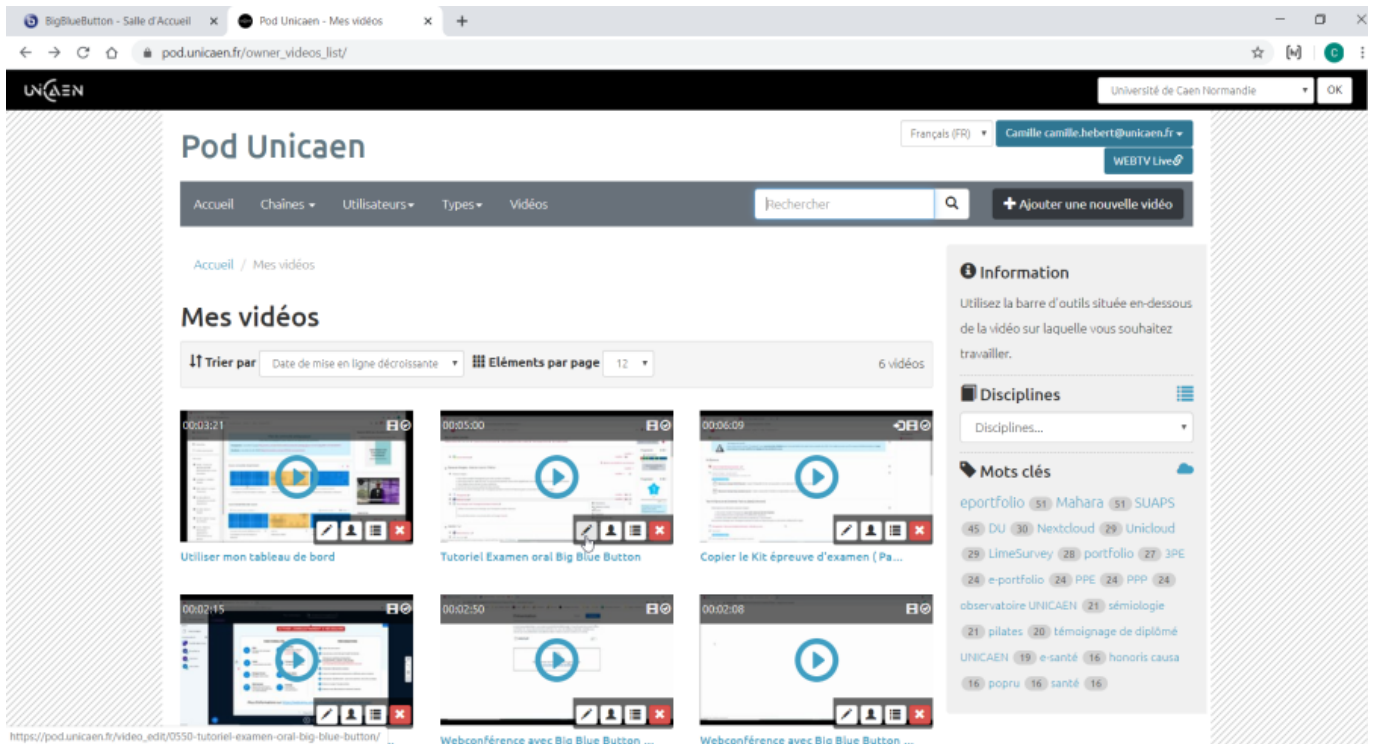 BigBlueButton - Salle d'Accueil
Pod Unicaen - Mes vidéos
pod.unicaen.fr/owner_videos_list/
C
UNICAEN
Université de Caen Normandie
OK
Pod Unicaen
Français (FR)
Camille camille.hebert@unicaen.fr
WEBTV Live
Accueil Chaînes Utilisateurs Types Vidéos
Rechercher
Ajouter une nouvelle vidéo
Accueil / Mes vidéos
Mes vidéos
Trier par Date de mise en ligne décroissante Eléments par page 12 6 vidéos
00:03:21
Utiliser mon tableau de bord
00:05:00
Tutoriel Examen oral Big Blue Button
00:06:09
Copier le Kit épreuve d'examen ( Pa...
00:02:15
00:02:50
Webconférence avec Big Blue Button ...
00:02:08
Webconférence avec Big Blue Button ...
Information
Utilisez la barre d'outils située en-dessous
de la vidéo sur laquelle vous souhaitez
travailler.
Disciplines
Disciplines...
Mots clés
eportfolio 51 Mahara 51 SUAPS
45 DU 30 Nextcloud 29 Unicloud
29 LimeSurvey 28 portfolio 27 3PE
24 e-portfolio 24 PPE 24 PPP 24
observatoire UNICAEN 21 sémiologie
21 pilates 20 témoignage de diplômé
UNICAEN 19 e-santé 16 honoris causa
16 popru 16 santé 16
https://pod.unicaen.fr/video_edit/0550-tutoriel-examen-oral-big-blue-button/